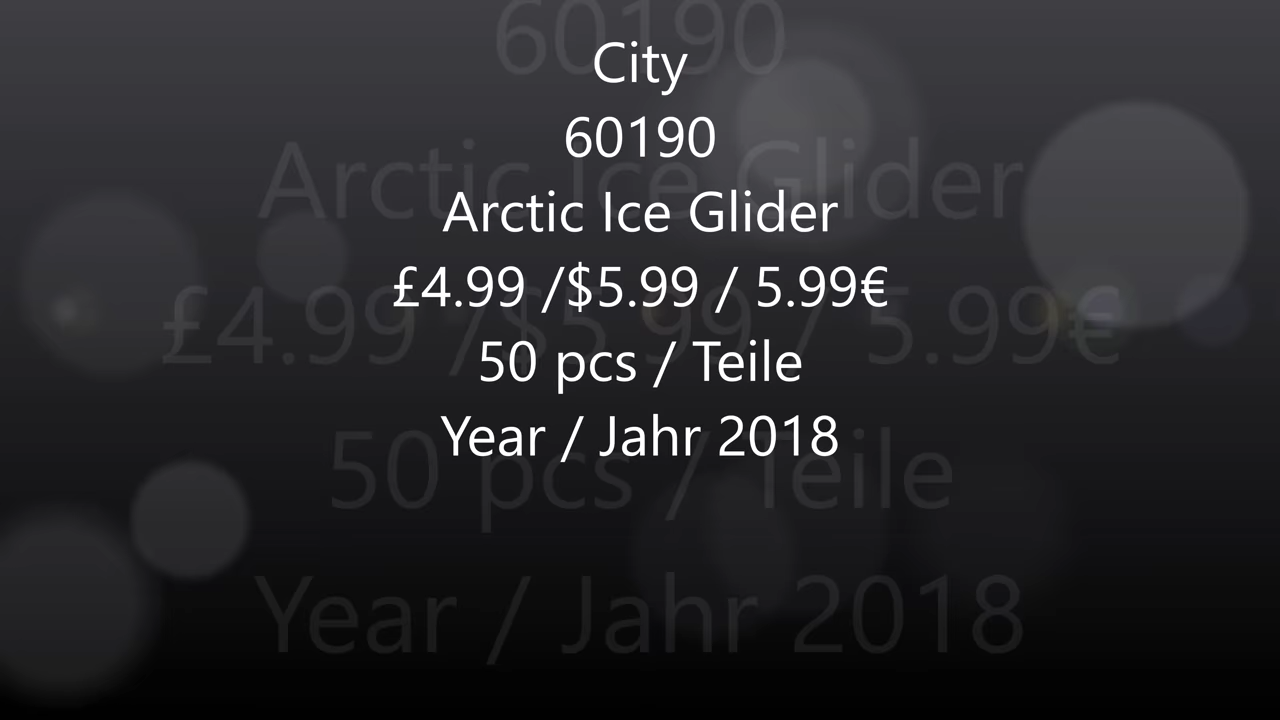 City
60190
Arctic Ice Glider
£4.99 /$5.99 / 5.99€
50 pcs / Teile
Year / Jahr 2018